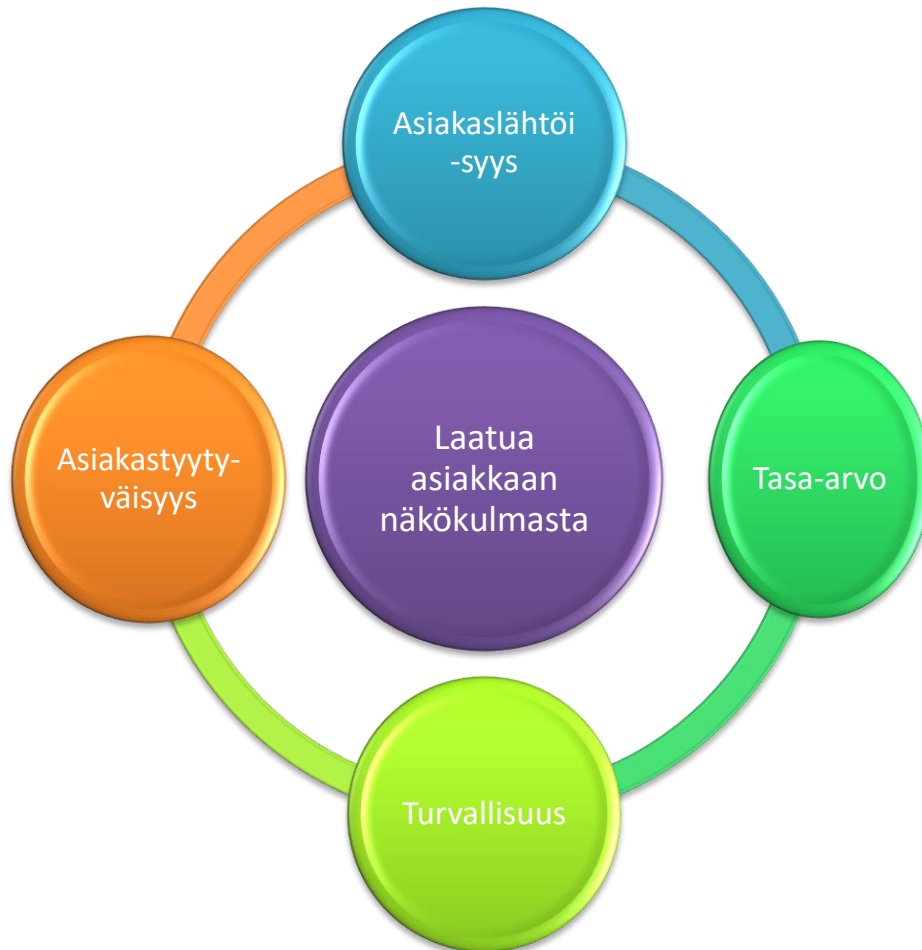 Asiakaslähtöi
-syys
Asiakastyyty-
väisyys
Laatua
asiakkaan
näkökulmasta
Tasa-arvo
Turvallisuus